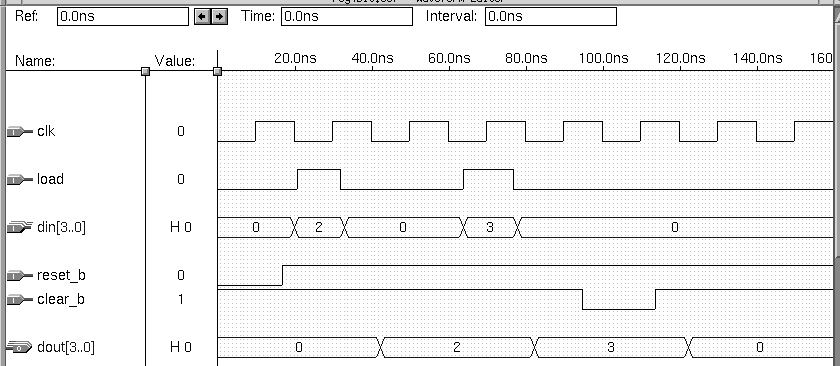 Ref: 0.0ns Time: 0.0ns Interval: 0.0ns
Name: Value: 20.0ns 40.0ns 60.0ns 80.0ns 100.0ns 120.0ns 140.0ns 160
clk 0
load 0
din[3..0] H 0 0 2 0 3 0
reset_b 0
clear_b 1
dout[3..0] H 0 0 2 3 0